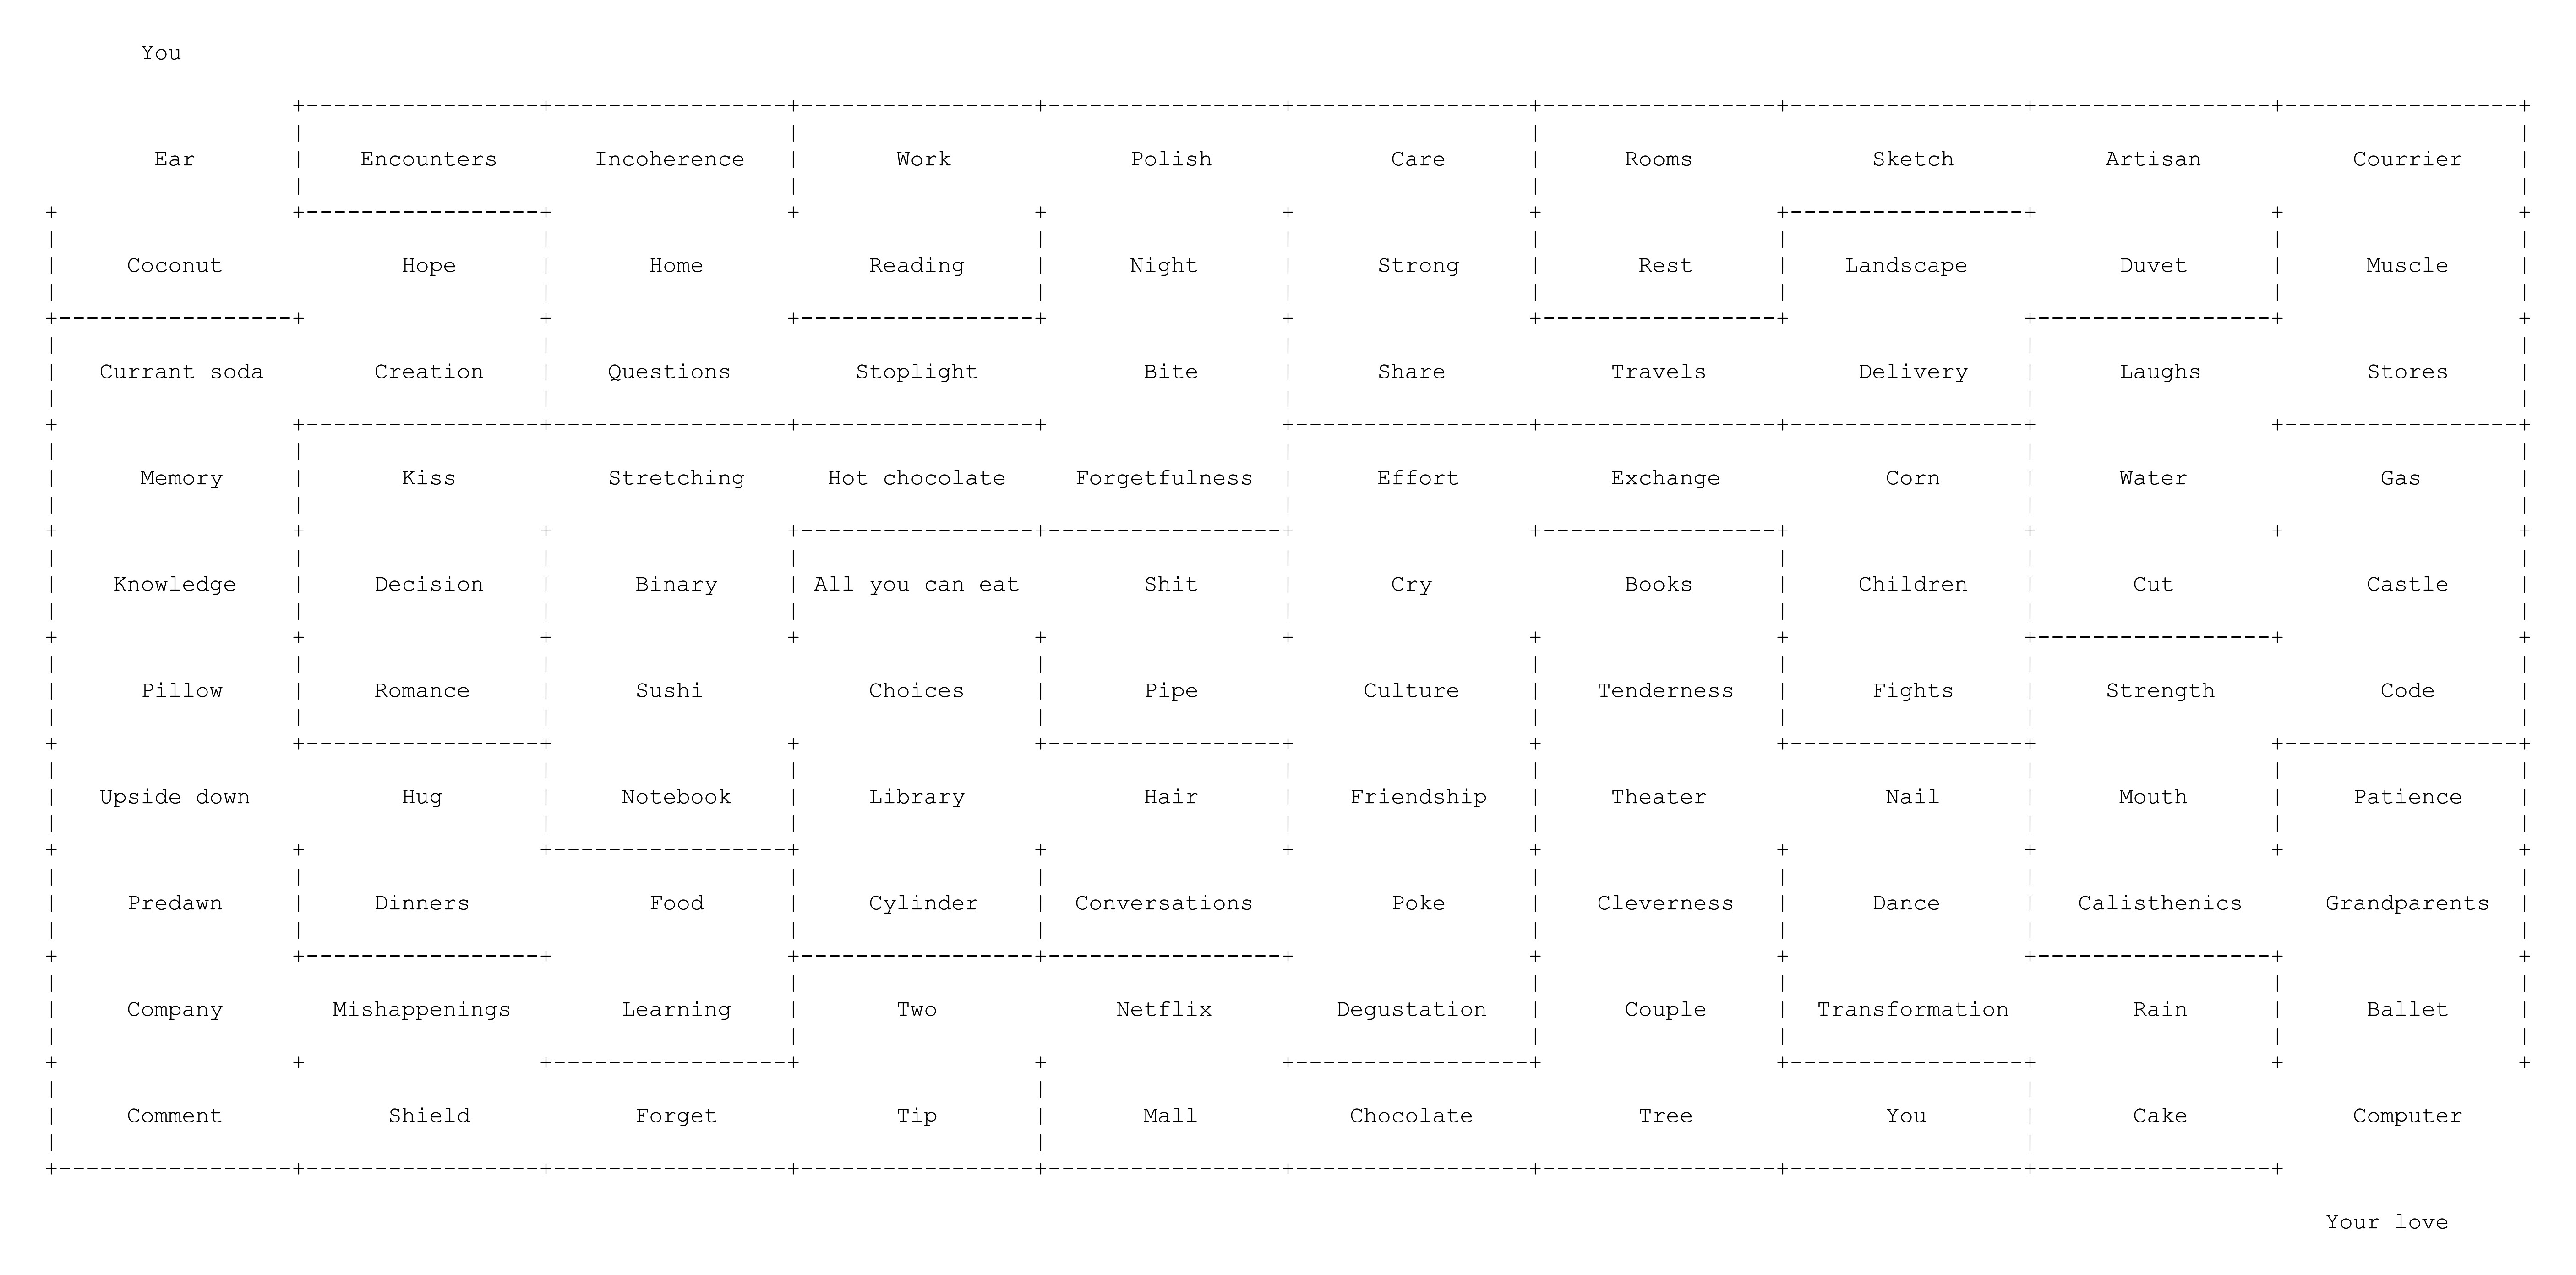 You
Ear Encounters Incoherence Work Polish Care Rooms Sketch Artisan Courrier
Coconut Hope Home Reading Night Strong Rest Landscape Duvet Muscle
Currant soda Creation Questions Stoplight Bite Share Travels Delivery Laughs Stores
Memory Kiss Stretching Hot chocolate Forgetfulness Effort Exchange Corn Water Gas
Knowledge Decision Binary All you can eat Shit Cry Books Children Cut Castle
Pillow Romance Sushi Choices Pipe Culture Tenderness Fights Strength Code
Upside down Hug Notebook Library Hair Friendship Theater Nail Mouth Patience
Predawn Dinners Food Cylinder Conversations Poke Cleverness Dance Calisthenics Grandparents
Company Mishappenings Learning Two Netflix Degustation Couple Transformation Rain Ballet
Comment Shield Forget Tip Mall Chocolate Tree You Cake Computer
Your love